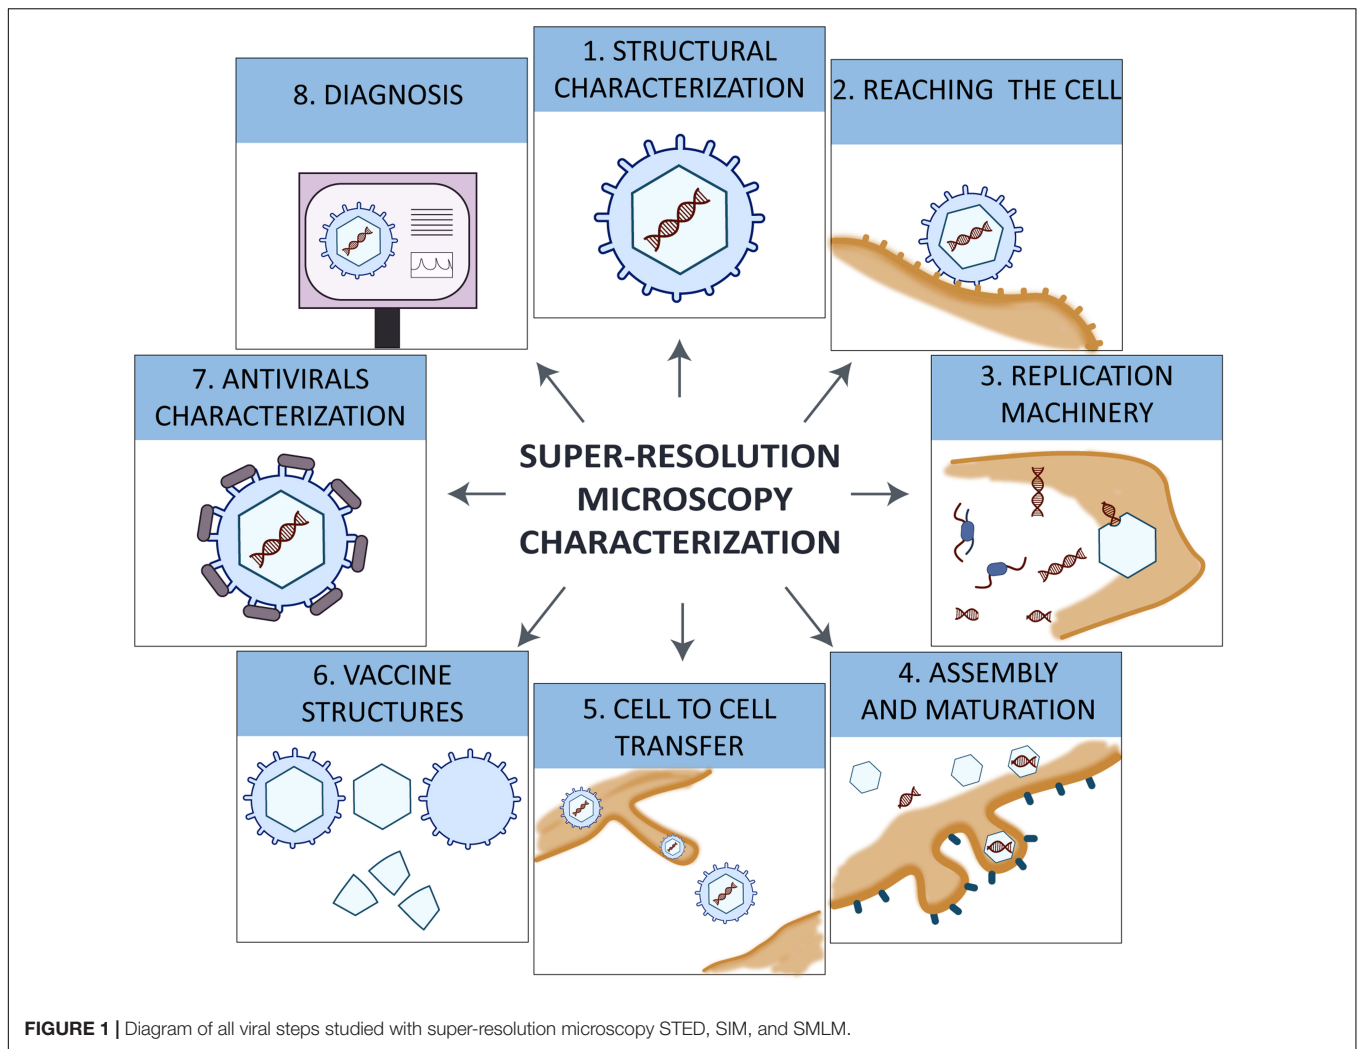 1. STRUCTURAL
CHARACTERIZATION
2. REACHING THE CELL
3. REPLICATION
MACHINERY
4. ASSEMBLY
AND MATURATION
5. CELL TO CELL
TRANSFER
6. VACCINE
STRUCTURES
7. ANTIVIRALS
CHARACTERIZATION
8. DIAGNOSIS
SUPER-RESOLUTION
MICROSCOPY
CHARACTERIZATION
FIGURE 1 | Diagram of all viral steps studied with super-resolution microscopy STED, SIM, and SMLM.